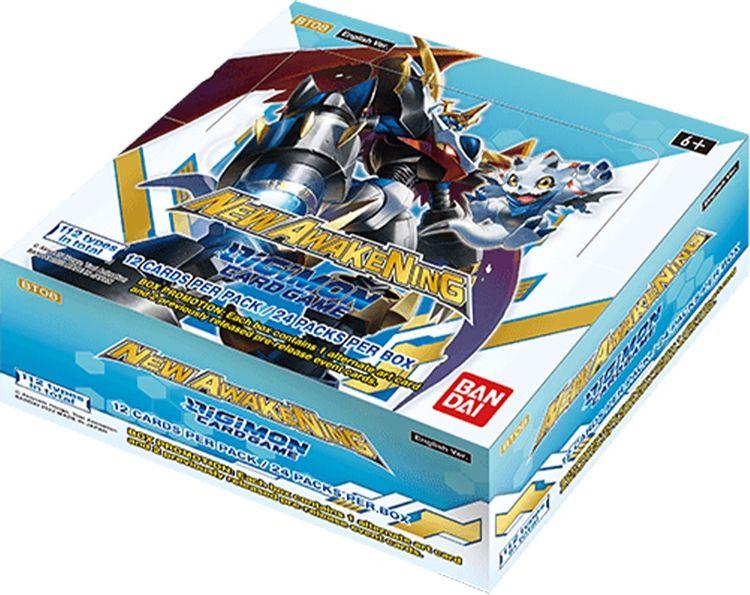 BT08
English Ver.
6+
NEW AWAKENING
112 types
in total
DIGIMON
CARD GAME
12 CARDS PER PACK / 24 PACKS PER BOX
BOX PROMOTION: Each box contains 1 alternate art card
and 2 previously released pre-release event cards.
BT08
BAN
DAI
NEW AWAKENING
112 types
in total
DIGIMON
CARD GAME
English Ver.
12 CARDS PER PACK / 24 PACKS PER BOX
BOX PROMOTION: Each box contains 1 alternate art card
and 2 previously released pre-release event cards.
NEW AWAKENING
DIGIMON
CARD GAME